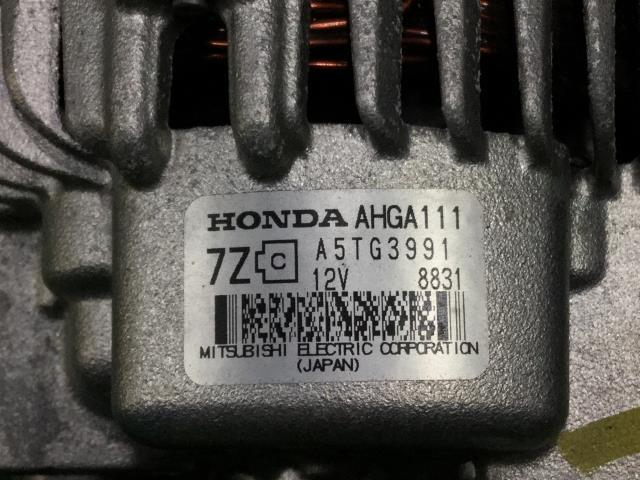 HONDA AHGA111
7Z C A5TG3991
12V 8831
MITSUBISHI ELECTRIC CORPORATION
(JAPAN)